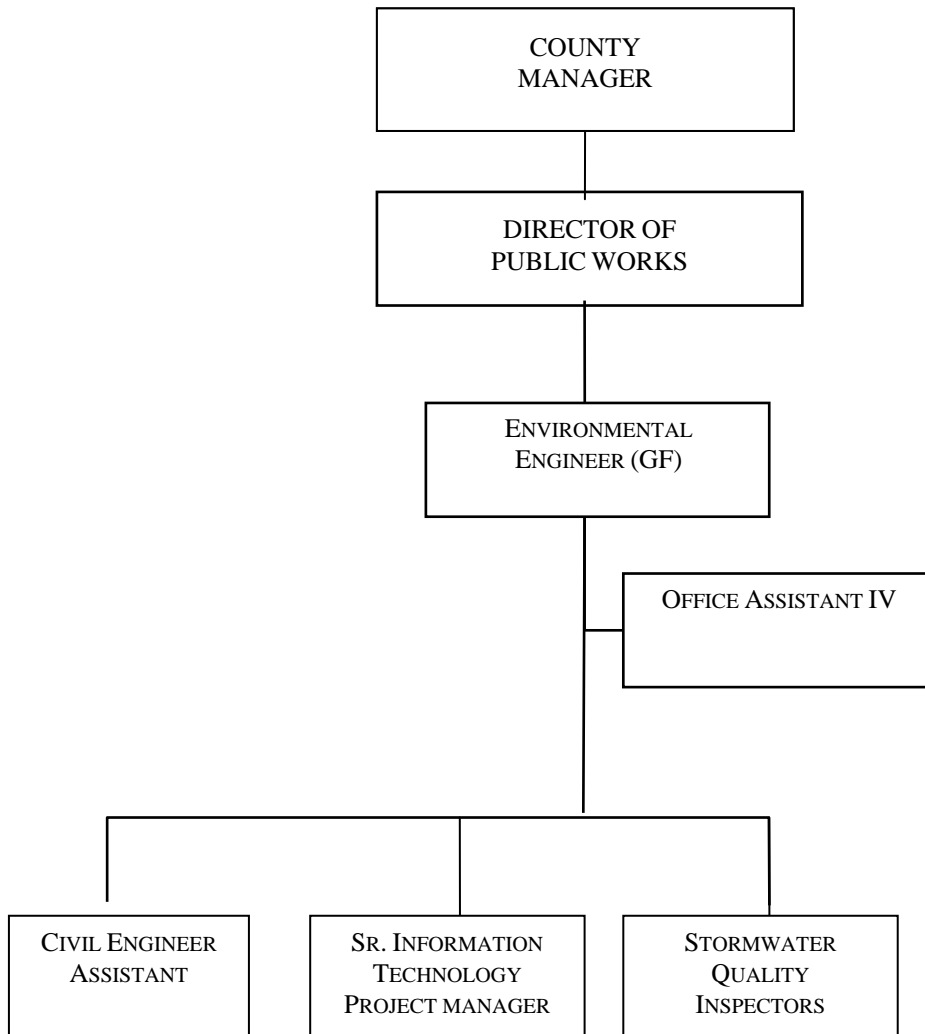 COUNTY
MANAGER
DIRECTOR OF
PUBLIC WORKS
ENVIRONMENTAL
ENGINEER (GF)
OFFICE ASSISTANT IV
CIVIL ENGINEER
ASSISTANT
SR. INFORMATION
TECHNOLOGY
PROJECT MANAGER
STORMWATER
QUALITY
INSPECTORS